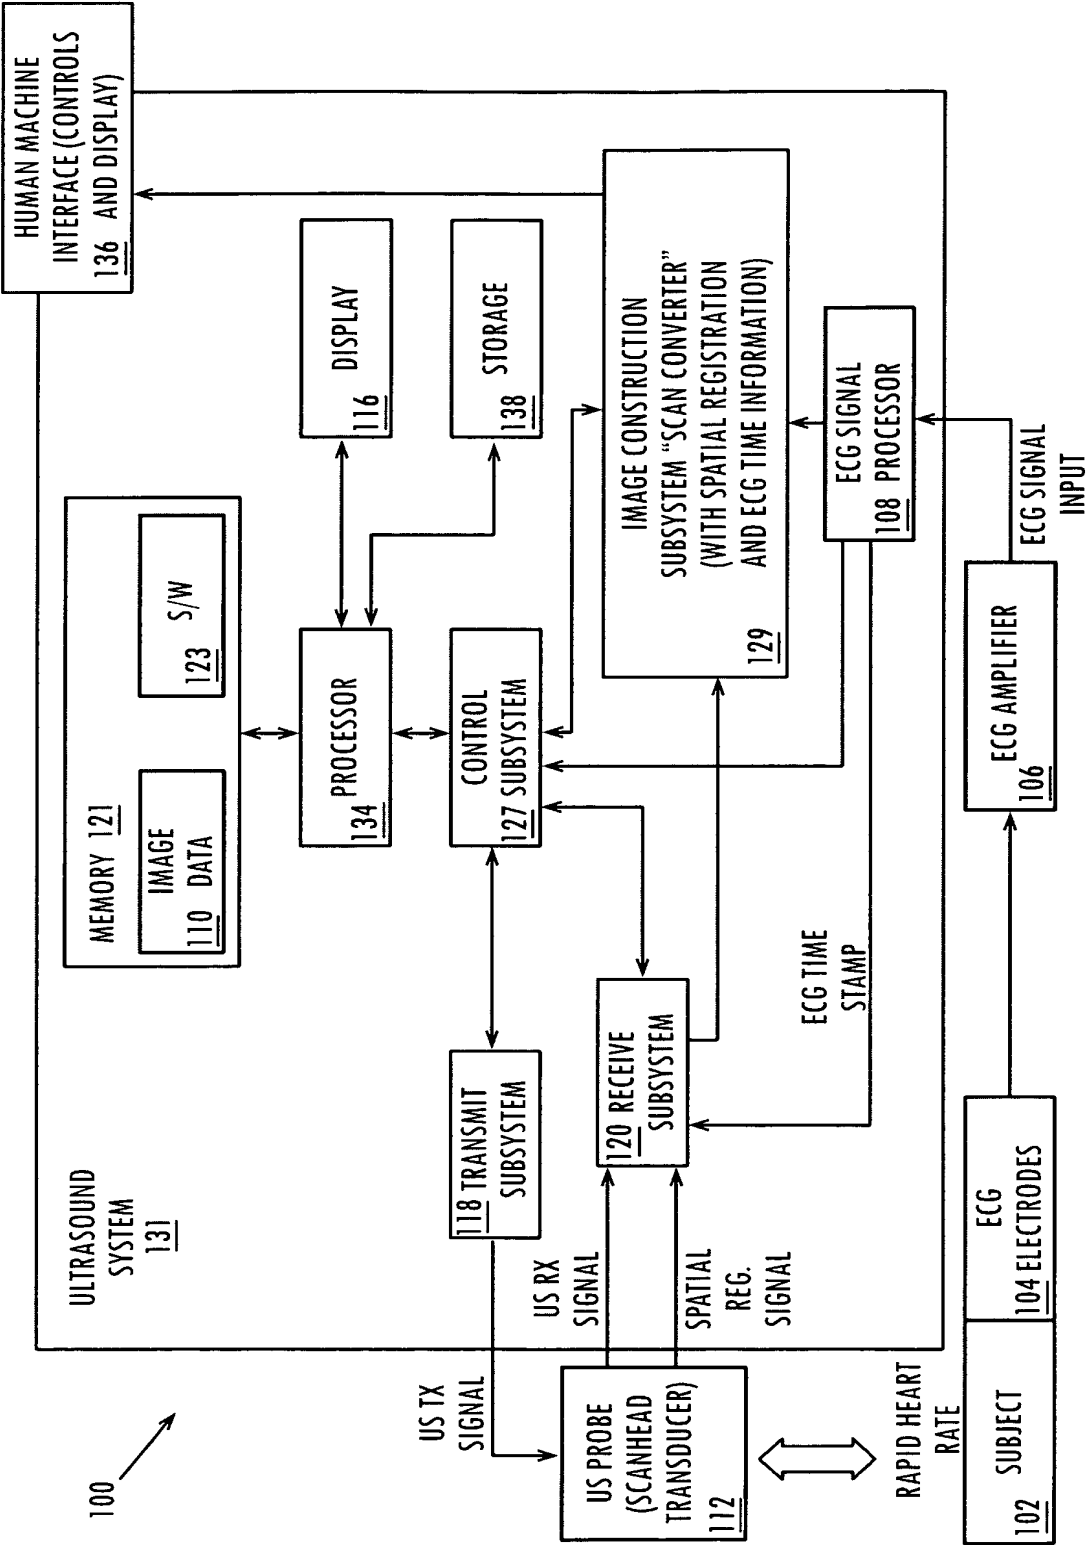 100
ULTRASOUND
SYSTEM
131
MEMORY 121
IMAGE
110 DATA
S/W
123
HUMAN MACHINE
INTERFACE (CONTROLS
136 AND DISPLAY)
PROCESSOR
134
DISPLAY
116
US TX
SIGNAL
118 TRANSMIT
SUBSYSTEM
CONTROL
127 SUBSYSTEM
STORAGE
138
US PROBE
(SCANHEAD
TRANSDUCER)
112
US RX
SIGNAL
SPATIAL
REG.
SIGNAL
120 RECEIVE
SUBSYSTEM
IMAGE CONSTRUCTION
SUBSYSTEM “SCAN CONVERTER”
(WITH SPATIAL REGISTRATION
AND ECG TIME INFORMATION)
129
ECG TIME
STAMP
ECG SIGNAL
108 PROCESSOR
RAPID HEART
RATE
SUBJECT
102
ECG
104 ELECTRODES
ECG AMPLIFIER
106
ECG SIGNAL
INPUT